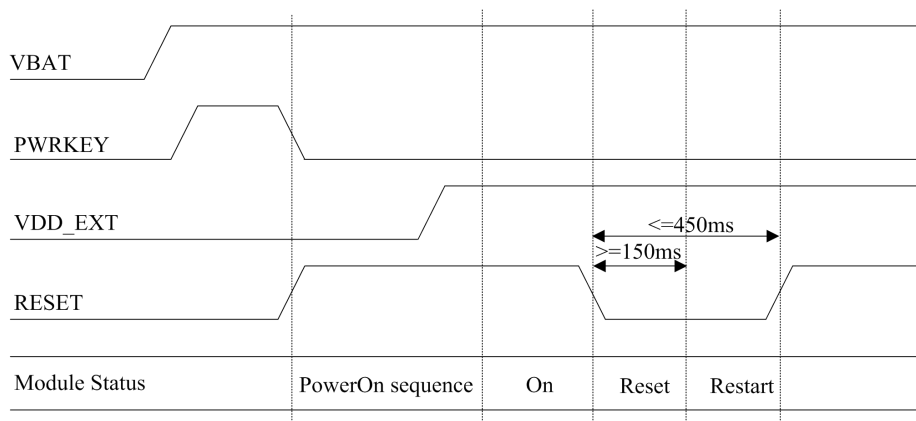 VBAT
PWRKEY
VDD_EXT
<=450ms
>=150ms
RESET
Module Status PowerOn sequence On Reset Restart